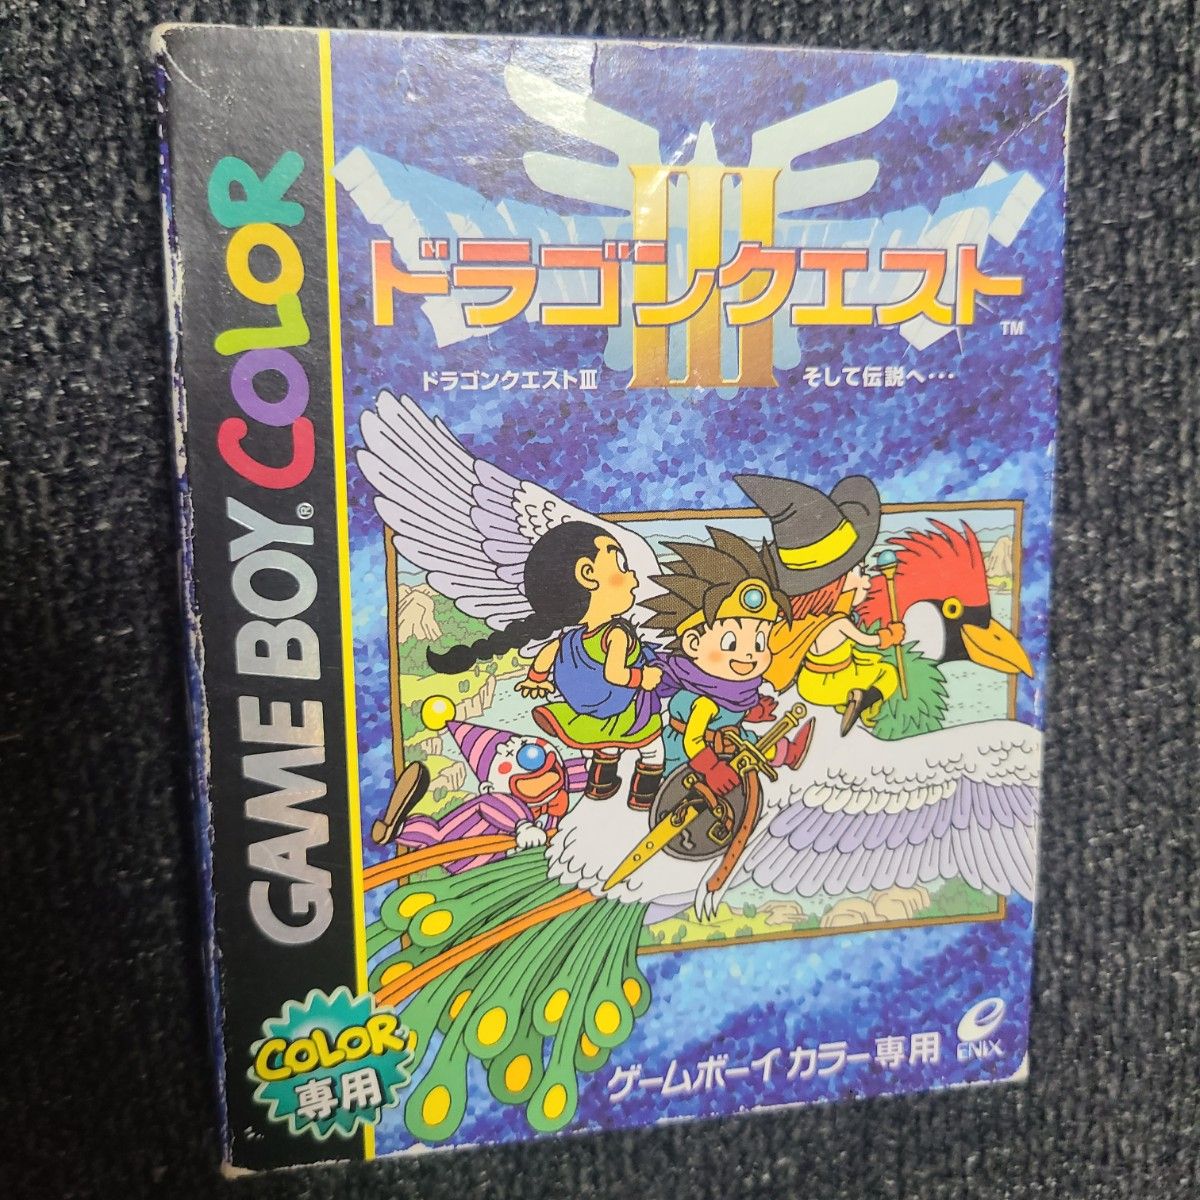 GAME BOY® COLOR
COLOR
専用
III
ドラゴンクエスト™
ドラゴンクエストIII
そして伝説へ…
ゲームボーイ カラー専用
ENIX